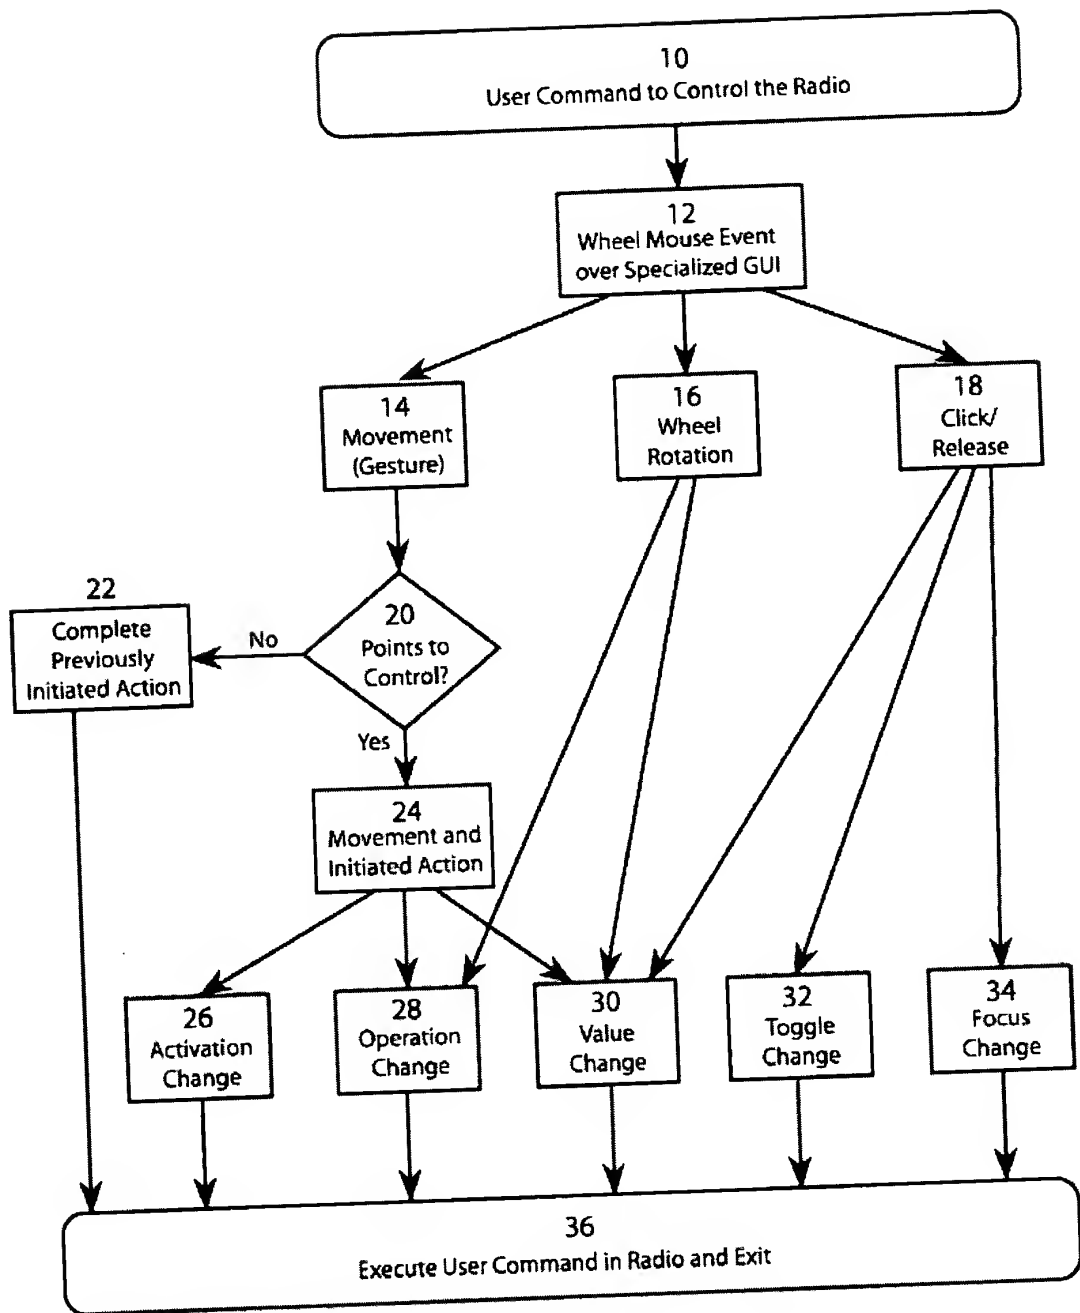 10
User Command to Control the Radio
12
Wheel Mouse Event
over Specialized GUI
14
Movement
(Gesture)
16
Wheel
Rotation
18
Click/
Release
20
Points to
Control?
No
Yes
22
Complete
Previously
Initiated Action
24
Movement and
Initiated Action
26
Activation
Change
28
Operation
Change
30
Value
Change
32
Toggle
Change
34
Focus
Change
36
Execute User Command in Radio and Exit